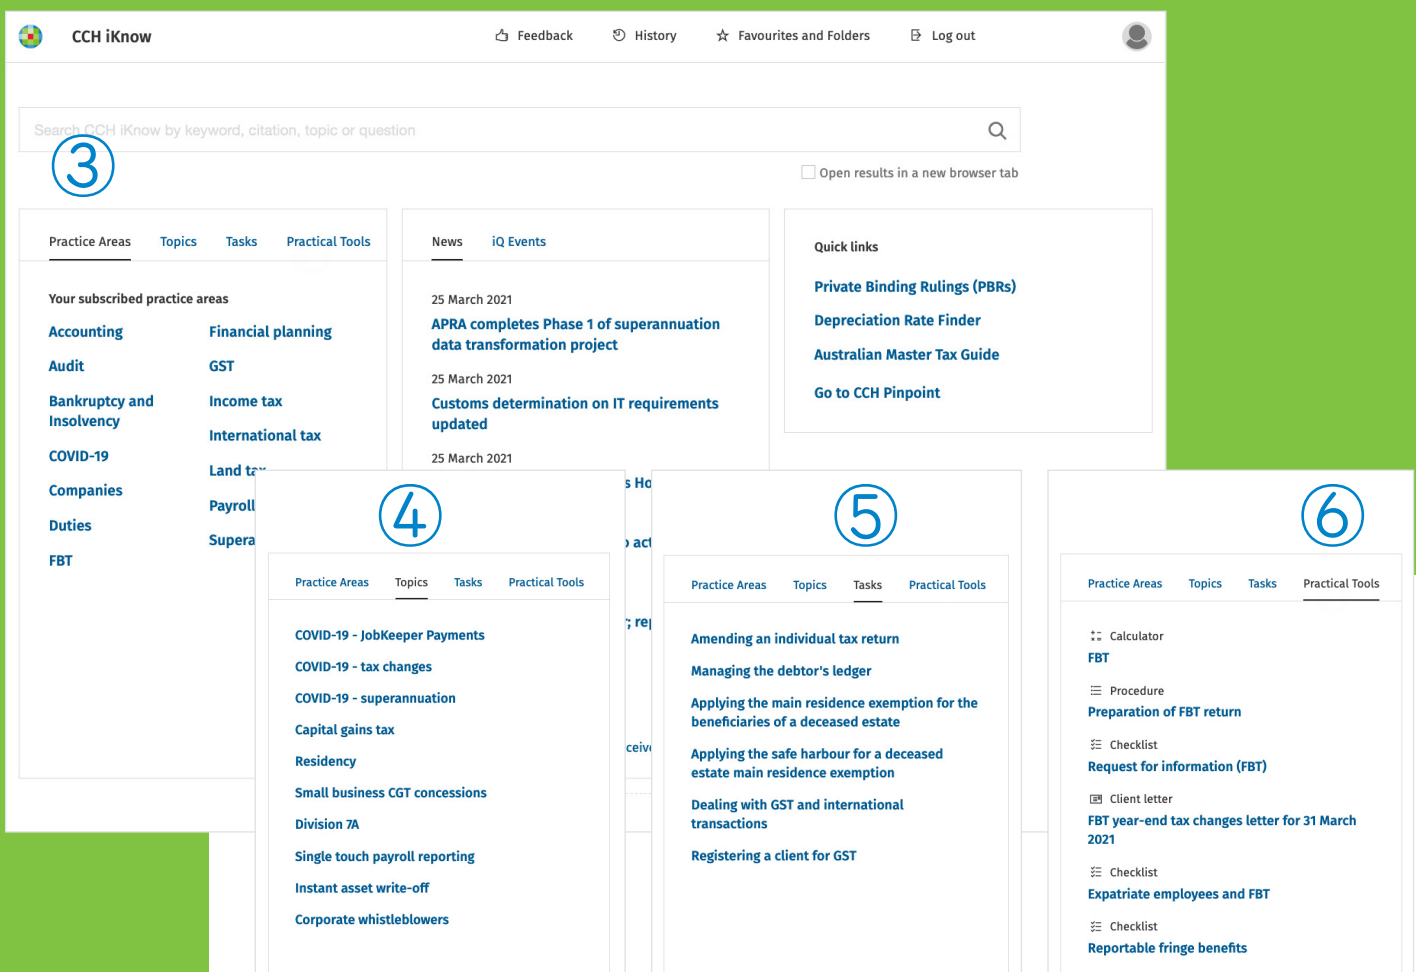 CCH iKnow
Feedback
History
Favourites and Folders
Log out
Search CCH iKnow by keyword, citation, topic or question
3
Open results in a new browser tab
Practice Areas Topics Tasks Practical Tools
Your subscribed practice areas
Accounting
Audit
Bankruptcy and
Insolvency
COVID-19
Companies
Duties
FBT
Financial planning
GST
Income tax
International tax
Land tax
Payroll
News iQ Events
25 March 2021
APRA completes Phase 1 of superannuation
data transformation project
25 March 2021
Customs determination on IT requirements
updated
25 March 2021
Quick links
Private Binding Rulings (PBRs)
Depreciation Rate Finder
Australian Master Tax Guide
Go to CCH Pinpoint
4
Practice Areas Topics Tasks Practical Tools
COVID-19 - JobKeeper Payments
COVID-19 - tax changes
COVID-19 - superannuation
Capital gains tax
Residency
Small business CGT concessions
Division 7A
Single touch payroll reporting
Instant asset write-off
Corporate whistleblowers
5
Practice Areas Topics Tasks Practical Tools
Amending an individual tax return
Managing the debtor's ledger
Applying the main residence exemption for the
beneficiaries of a deceased estate
Applying the safe harbour for a deceased
estate main residence exemption
Dealing with GST and international
transactions
Registering a client for GST
6
Practice Areas Topics Tasks Practical Tools
Calculator
FBT
Procedure
Preparation of FBT return
Checklist
Request for information (FBT)
Client letter
FBT year-end tax changes letter for 31 March
2021
Checklist
Expatriate employees and FBT
Checklist
Reportable fringe benefits